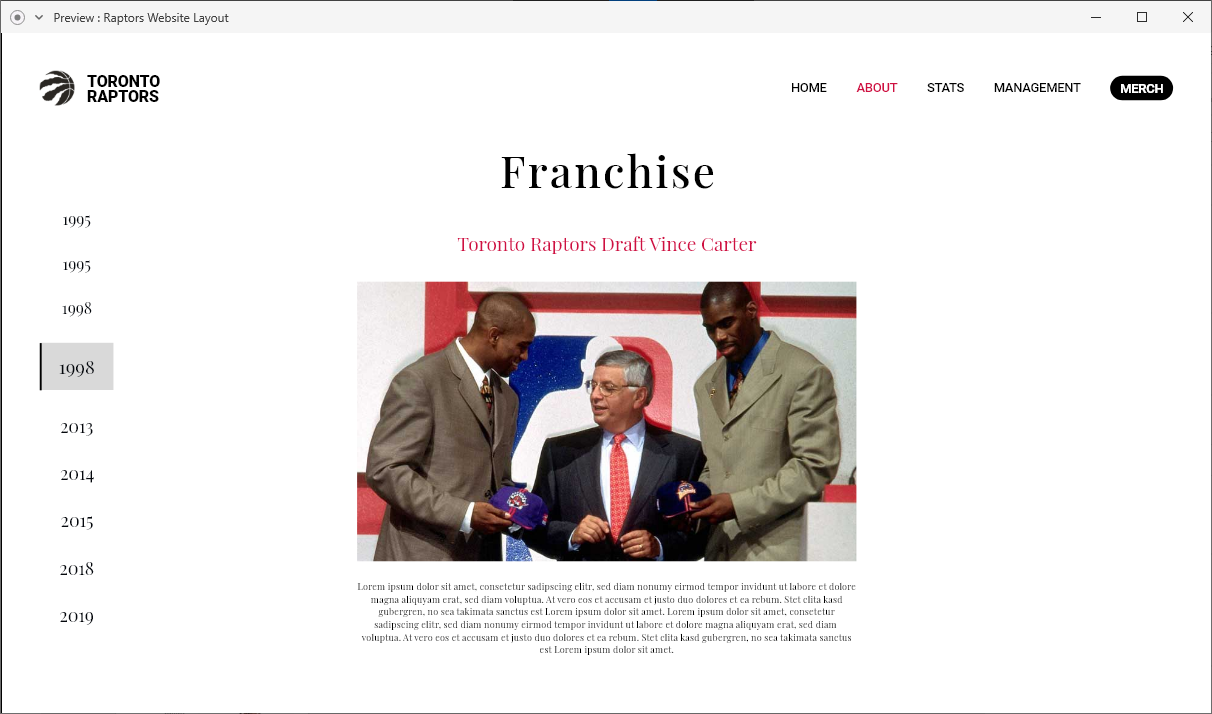 Preview : Raptors Website Layout
TORONTO
RAPTORS
HOME
ABOUT
STATS
MANAGEMENT
MERCH
Franchise
1995
1995
1998
1998
2013
2014
2015
2018
2019
Toronto Raptors Draft Vince Carter
Lorem ipsum dolor sit amet, consetetur sadipscing elitr, sed diam nonumy eirmod tempor invidunt ut labore et dolore
magna aliquyam erat, sed diam voluptua. At vero eos et accusam et justo duo dolores et ea rebum. Stet clita kasd
gubergren, no sea takimata sanctus est Lorem ipsum dolor sit amet. Lorem ipsum dolor sit amet, consetetur
sadipscing elitr, sed diam nonumy eirmod tempor invidunt ut labore et dolore magna aliquyam erat, sed diam
voluptua. At vero eos et accusam et justo duo dolores et ea rebum. Stet clita kasd gubergren, no sea takimata sanctus
est Lorem ipsum dolor sit amet.